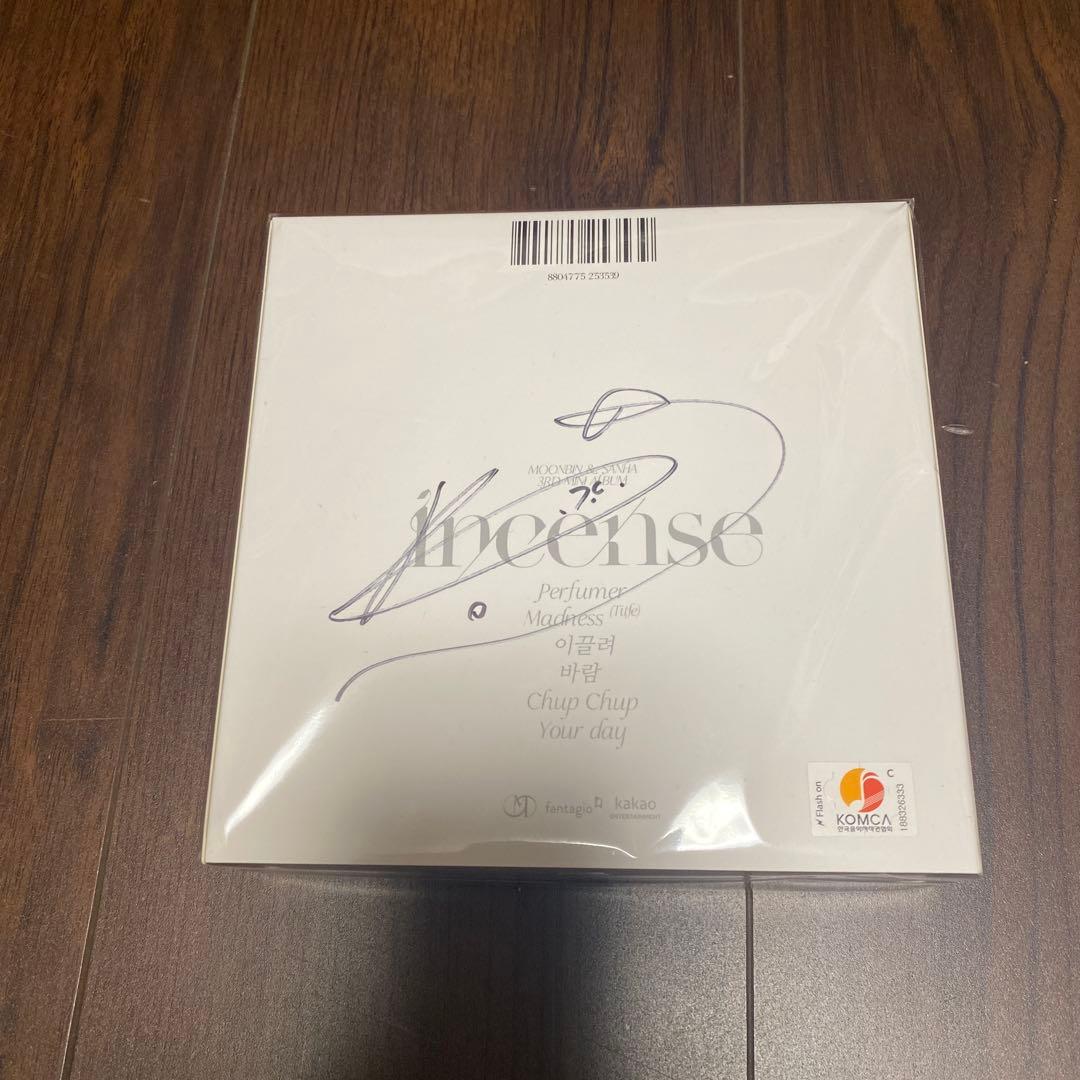 8804775 253539
MOONBIN & SANHA
3RD MINI ALBUM
incense
Perfumer
Madness (Title)
이끌려
바람
Chup Chup
Your day
fantagio
kakao
ENTERTAINMENT
Flash on
C
KOMCA
한국음악저작권협회
188326333